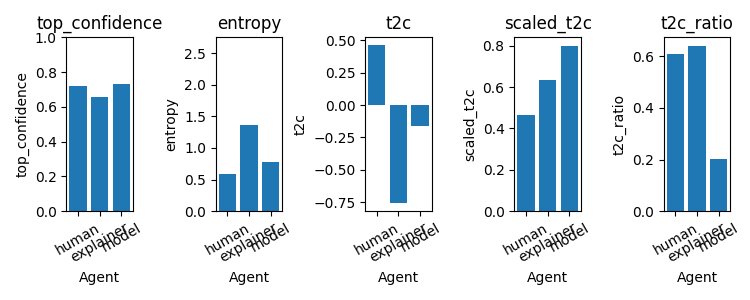 top_confidence
entropy
t2c
scaled_t2c
t2c_ratio
top_confidence
1.0
0.8
0.6
0.4
0.2
0.0
human
explainer
model
Agent
entropy
2.5
2.0
1.5
1.0
0.5
0.0
human
explainer
model
Agent
t2c
0.50
0.25
0.00
−0.25
−0.50
−0.75
human
explainer
model
Agent
scaled_t2c
0.8
0.6
0.4
0.2
0.0
human
explainer
model
Agent
t2c_ratio
0.6
0.4
0.2
0.0
human
explainer
model
Agent